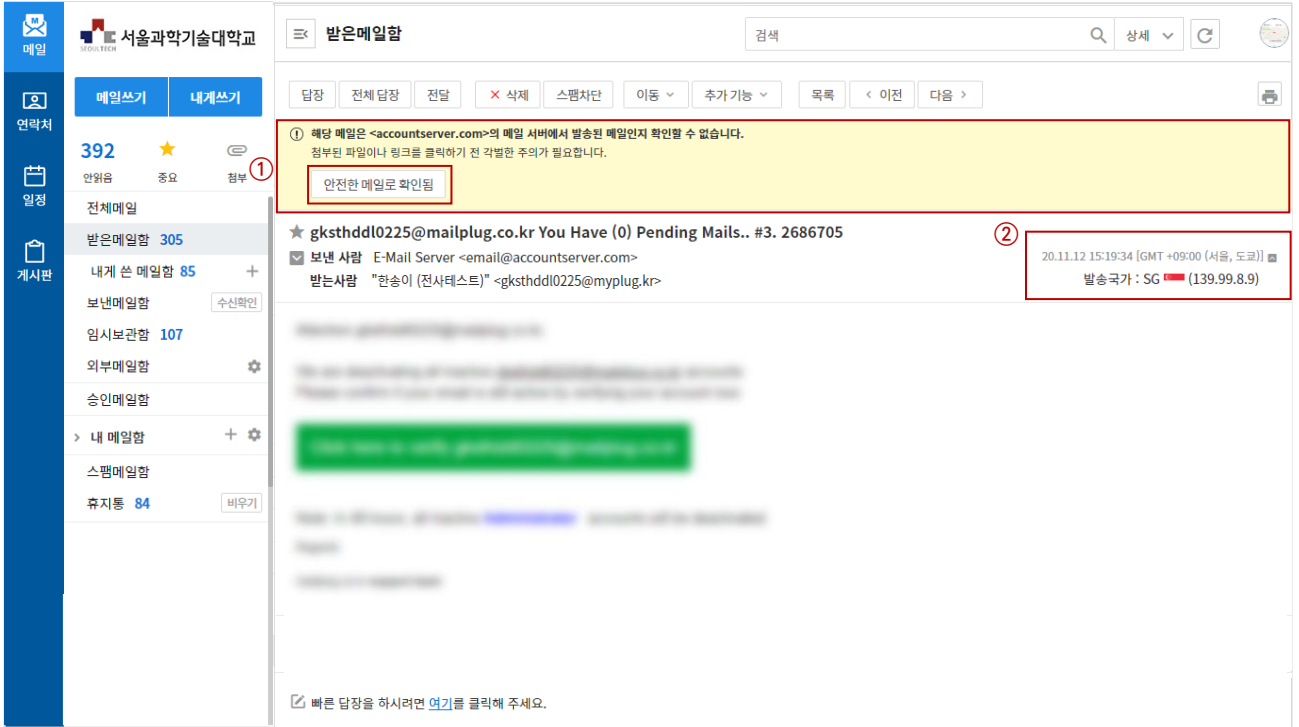 메일
연락처
일정
게시판
SEOULTECH 서울과학기술대학교
메일쓰기 내게쓰기
392
안읽음 중요 첨부
전체메일
받은메일함 305
내게 쓴 메일함 85
보낸메일함 수신확인
임시보관함 107
외부메일함
승인메일함
내 메일함
스팸메일함
휴지통 84 비우기
받은메일함 검색 상세
답장 전체답장 전달 삭제 스팸차단 이동 추가기능 목록 이전 다음
①
해당 메일은 <accountserver.com>의 메일 서버에서 발송된 메일인지 확인할 수 없습니다.
첨부된 파일이나 링크를 클릭하기 전 각별한 주의가 필요합니다.
안전한 메일로 확인됨
gksthddl0225@mailplug.co.kr You Have (0) Pending Mails.. #3. 2686705
보낸 사람 E-Mail Server <email@accountserver.com>
받는사람 "한송이 (전사테스트)" <gksthddl0225@myplug.kr>
②
20.11.12 15:19:34 [GMT +09:00 (서울, 도쿄)]
발송국가 : SG (139.99.8.9)
빠른 답장을 하시려면 여기를 클릭해 주세요.